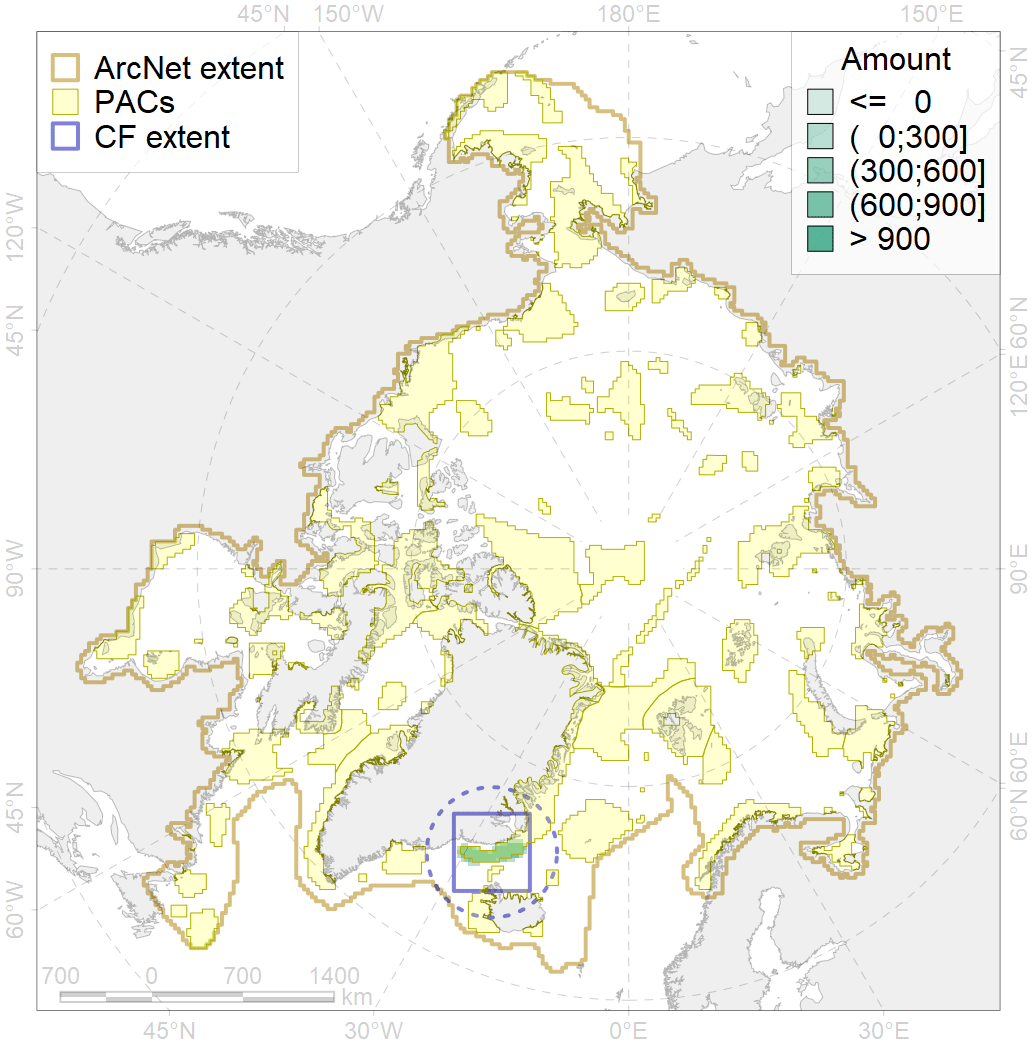 45°N 150°W 180°E 150°E
ArcNet extent
PACs
CF extent
Amount
<= 0
( 0;300]
(300;600]
(600;900]
> 900
45°N
120°W
60°N
45°N
120°E
90°W
90°E
60°E
45°N
60°N
60°W
700 0 700 1400
km
45°N 30°W 0°E 30°E